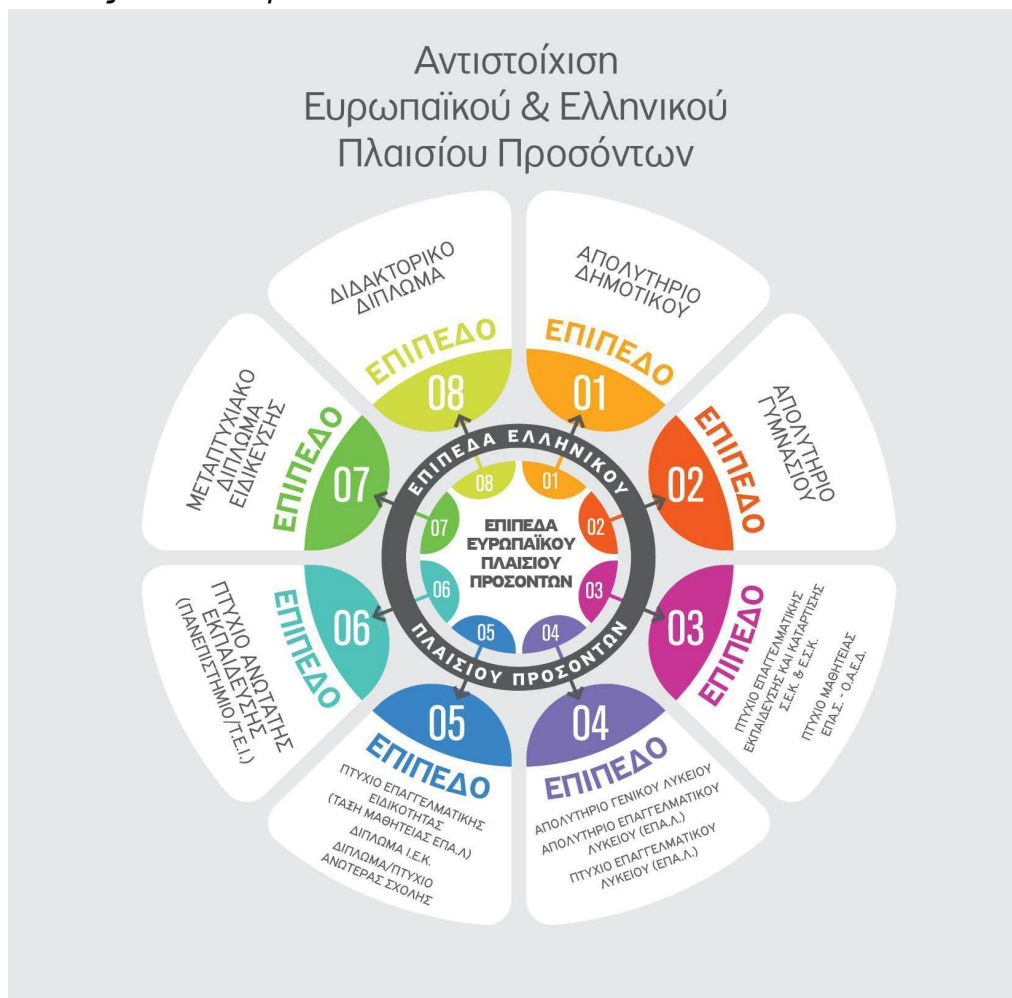 Αντιστοίχιση
Ευρωπαϊκού & Ελληνικού
Πλαισίου Προσόντων
ΑΠΟΛΥΤΗΡΙΟ
ΔΗΜΟΤΙΚΟΥ
ΕΠΙΠΕΔΟ
01
ΑΠΟΛΥΤΗΡΙΟ
ΓΥΜΝΑΣΙΟΥ
ΕΠΙΠΕΔΟ
02
ΕΠΙΠΕΔΟ
03
ΠΤΥΧΙΟ ΕΠΑΓΓΕΛΜΑΤΙΚΗΣ
ΕΚΠΑΙΔΕΥΣΗΣ ΚΑΙ ΚΑΤΑΡΤΙΣΗΣ
Σ.Ε.Κ. & Ε.Σ.Κ.
ΠΤΥΧΙΟ ΜΑΘΗΤΕΙΑΣ
ΕΠΑ.Σ. - Ο.Α.Ε.Δ.
04
ΕΠΙΠΕΔΟ
ΑΠΟΛΥΤΗΡΙΟ ΓΕΝΙΚΟΥ ΛΥΚΕΙΟΥ
ΑΠΟΛΥΤΗΡΙΟ ΕΠΑΓΓΕΛΜΑΤΙΚΟΥ
ΛΥΚΕΙΟΥ (ΕΠΑ.Λ.)
ΠΤΥΧΙΟ ΕΠΑΓΓΕΛΜΑΤΙΚΟΥ
ΛΥΚΕΙΟΥ (ΕΠΑ.Λ.)
05
ΕΠΙΠΕΔΟ
ΠΤΥΧΙΟ ΕΠΑΓΓΕΛΜΑΤΙΚΗΣ
ΕΙΔΙΚΟΤΗΤΑΣ
(ΤΑΞΗ ΜΑΘΗΤΕΙΑΣ ΕΠΑ.Λ)
ΔΙΠΛΩΜΑ Ι.Ε.Κ.
ΔΙΠΛΩΜΑ/ΠΤΥΧΙΟ
ΑΝΩΤΕΡΑΣ ΣΧΟΛΗΣ
06
ΕΠΙΠΕΔΟ
ΠΤΥΧΙΟ ΑΝΩΤΑΤΗΣ
ΕΚΠΑΙΔΕΥΣΗΣ
(ΠΑΝΕΠΙΣΤΗΜΙΟ/Τ.Ε.Ι.)
ΜΕΤΑΠΤΥΧΙΑΚΟ
ΔΙΠΛΩΜΑ
ΕΙΔΙΚΕΥΣΗΣ
ΕΠΙΠΕΔΟ
07
ΔΙΔΑΚΤΟΡΙΚΟ
ΔΙΠΛΩΜΑ
ΕΠΙΠΕΔΟ
08
ΕΠΙΠΕΔΑ ΕΛΛΗΝΙΚΟΥ
ΠΛΑΙΣΙΟΥ ΠΡΟΣΟΝΤΩΝ
01
02
03
04
05
06
07
08
ΕΠΙΠΕΔΑ
ΕΥΡΩΠΑΪΚΟΥ
ΠΛΑΙΣΙΟΥ
ΠΡΟΣΟΝΤΩΝ